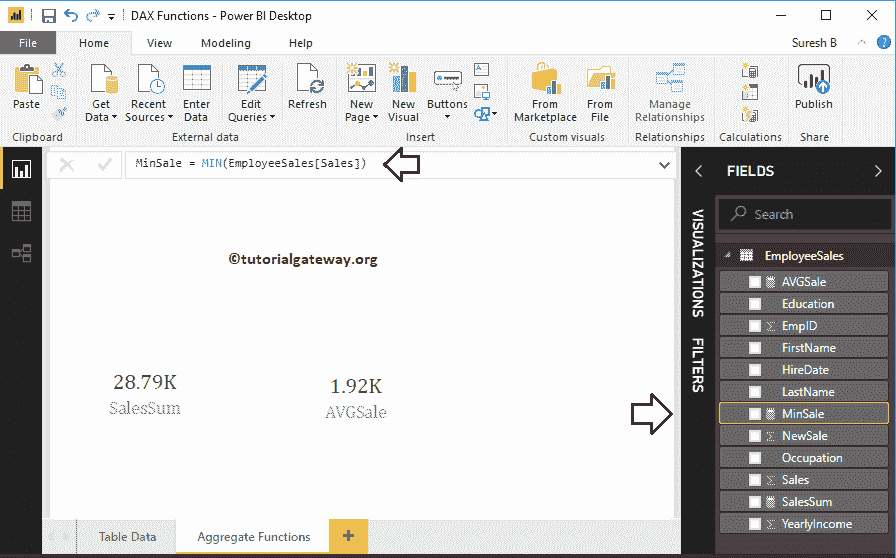 DAX Functions - Power BI Desktop
File
Home
View
Modeling
Help
Suresh B
Paste
Get Data
Recent Sources
Enter Data
Edit Queries
Refresh
New Page
New Visual
Buttons
From Marketplace
From File
Manage Relationships
Publish
Clipboard
External data
Insert
Custom visuals
Relationships
Calculations
Share
MinSale = MIN(EmployeeSales[Sales])
©tutorialgateway.org
28.79K
SalesSum
1.92K
AVGSale
VISUALIZATIONS
FILTERS
FIELDS
Search
EmployeeSales
AVGSale
Education
EmpID
FirstName
HireDate
LastName
MinSale
NewSale
Occupation
Sales
SalesSum
YearlyIncome
Table Data
Aggregate Functions